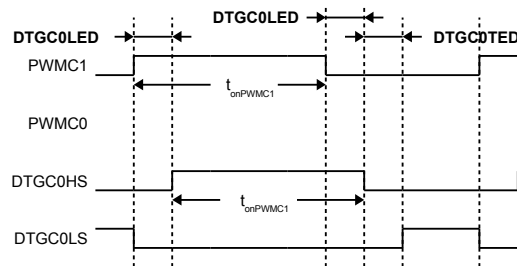 DTGC0LED
DTGC0LED
DTGC0TED
PWMC1
tonPWMC1
PWMC0
DTGC0HS
tonPWMC1
DTGC0LS